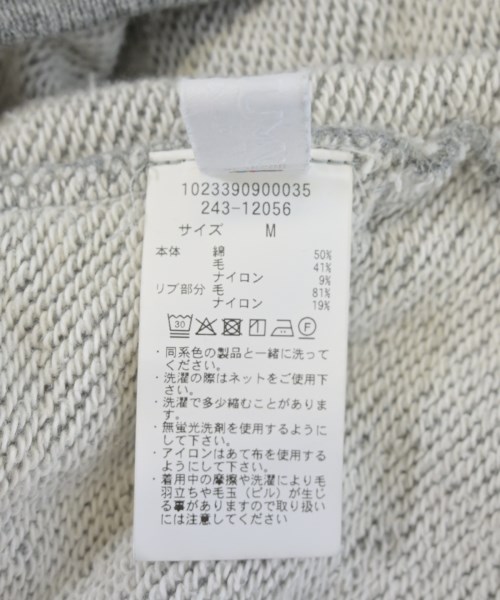 1023390900035
243-12056
サイズ M
本体 綿 50%
毛 41%
ナイロン 9%
リブ部分 毛 81%
ナイロン 19%
30 F
・同系色の製品と一緒に洗って
ください。
・洗濯の際はネットをご使用下
さい。
・洗濯で多少縮むことがありま
す。
・無蛍光洗剤を使用するように
して下さい。
・アイロンはあて布を使用する
ようにして下さい。
・着用中の摩擦や洗濯により毛
羽立ちや毛玉(ピル)が生じ
る事がありますので取り扱い
には注意してください